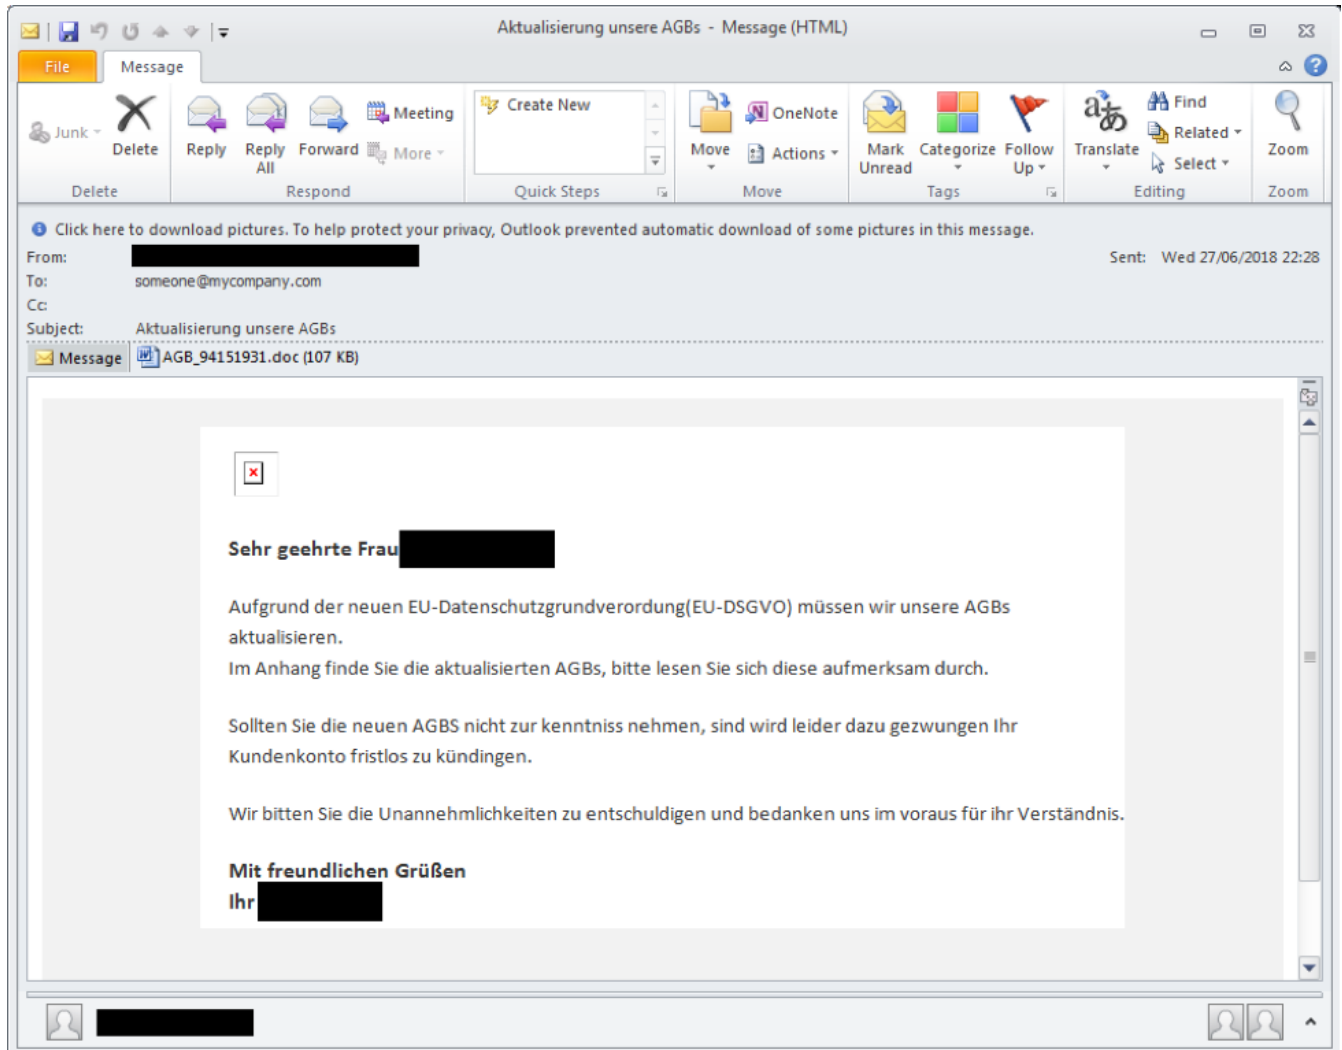 Aktualisierung unsere AGBs - Message (HTML)
File Message
Junk
Delete
Reply
Reply All
Forward
Meeting
More
Create New
Move
OneNote
Actions
Mark Unread
Categorize
Follow Up
Translate
Find
Related
Select
Zoom
Delete Respond Quick Steps Move Tags Editing Zoom
Click here to download pictures. To help protect your privacy, Outlook prevented automatic download of some pictures in this message.
From: Sent: Wed 27/06/2018 22:28
To: someone@mycompany.com
Cc:
Subject: Aktualisierung unsere AGBs
Message AGB_94151931.doc (107 KB)
Sehr geehrte Frau
Aufgrund der neuen EU-Datenschutzgrundverordung(EU-DSGVO) müssen wir unsere AGBs
aktualisieren.
Im Anhang finde Sie die aktualisierten AGBs, bitte lesen Sie sich diese aufmerksam durch.
Sollten Sie die neuen AGBS nicht zur kenntniss nehmen, sind wird leider dazu gezwungen Ihr
Kundenkonto fristlos zu kündingen.
Wir bitten Sie die Unannehmlichkeiten zu entschuldigen und bedanken uns im voraus für ihr Verständnis.
Mit freundlichen Grüßen
Ihr